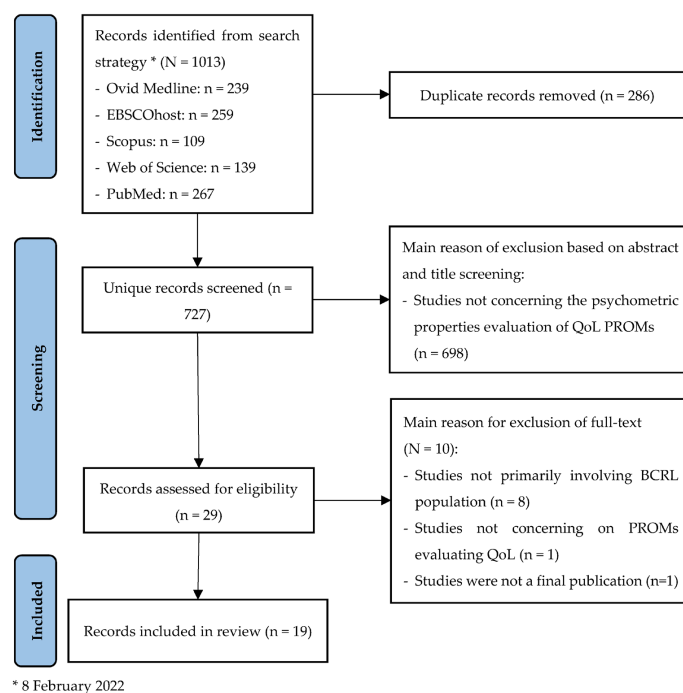 Identification
Records identified from search
strategy * (N = 1013)
- Ovid Medline: n = 239
- EBSCOhost: n = 259
- Scopus: n = 109
- Web of Science: n = 139
- PubMed: n = 267
Duplicate records removed (n = 286)
Screening
Unique records screened (n =
727)
Main reason of exclusion based on abstract
and title screening:
- Studies not concerning the psychometric
properties evaluation of QoL PROMs
(n = 698)
Records assessed for eligibility
(n = 29)
Main reason for exclusion of full-text
(N = 10):
- Studies not primarily involving BCRL
population (n = 8)
- Studies not concerning on PROMs
evaluating QoL (n = 1)
- Studies were not a final publication (n=1)
Included
Records included in review (n = 19)
* 8 February 2022